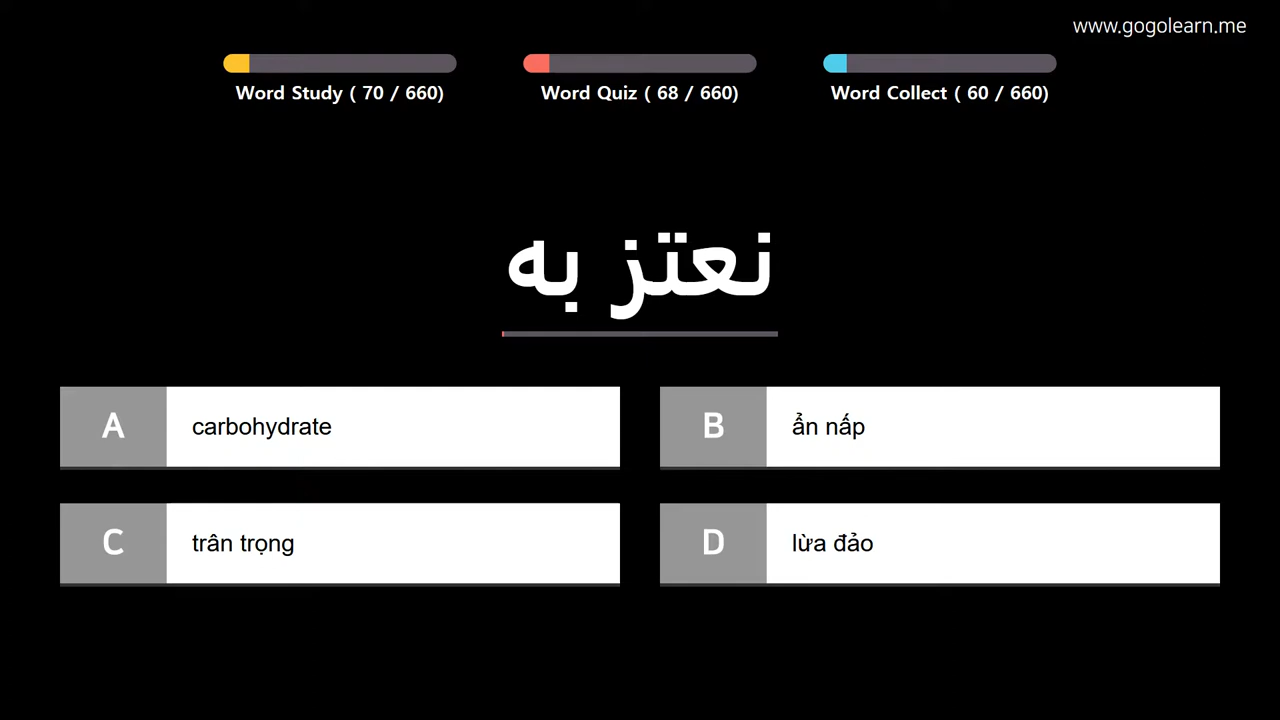 www.gogolearn.me
Word Study ( 70 / 660)
Word Quiz ( 68 / 660)
Word Collect ( 60 / 660)
نعتز به
A
carbohydrate
B
ẩn nấp
C
trân trọng
D
lừa đảo